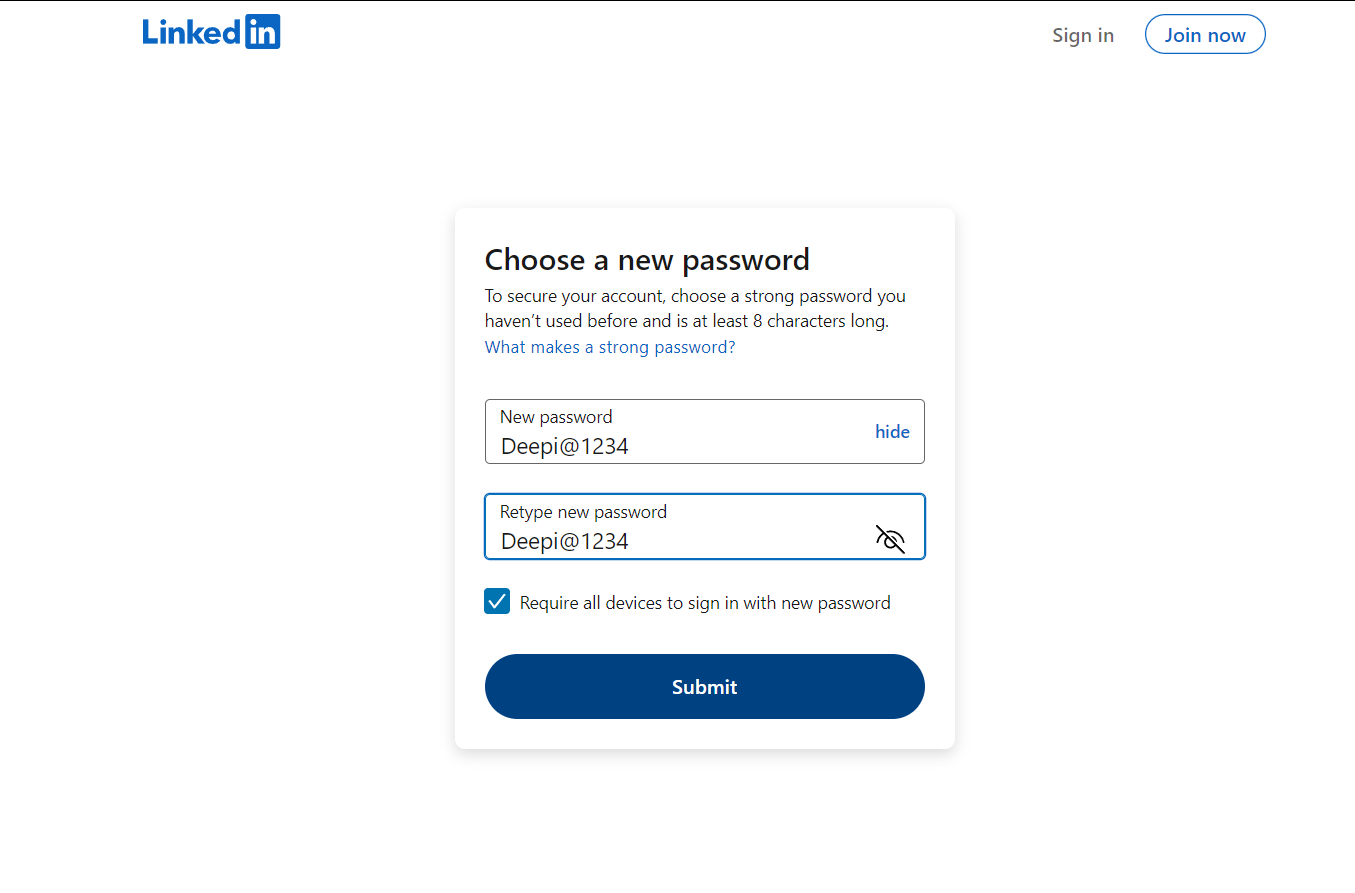 Linked in
Sign in
Join now
Choose a new password
To secure your account, choose a strong password you
haven’t used before and is at least 8 characters long.
What makes a strong password?
New password
Deepi@1234
hide
Retype new password
Deepi@1234
Require all devices to sign in with new password
Submit